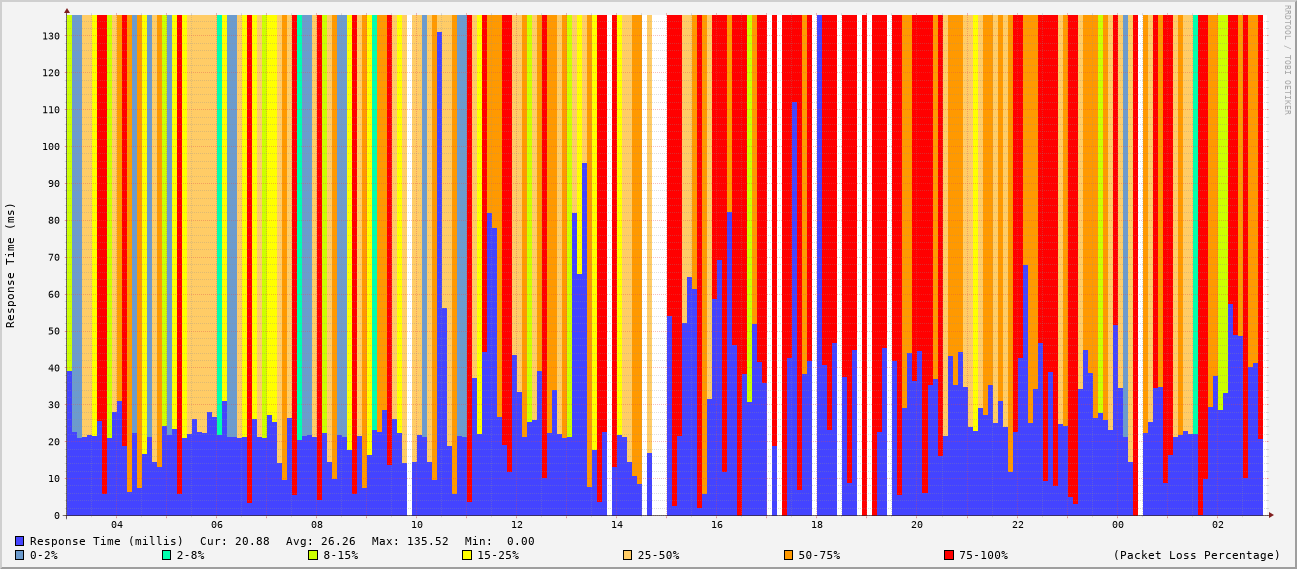 RRDTOOL / TOBI OETIKER
Response Time (ms)
130
120
110
100
90
80
70
60
50
40
30
20
10
0
04 06 08 10 12 14 16 18 20 22 00 02
Response Time (millis) Cur: 20.88 Avg: 26.26 Max: 135.52 Min: 0.00
0-2% 2-8% 8-15% 15-25% 25-50% 50-75% 75-100% (Packet Loss Percentage)